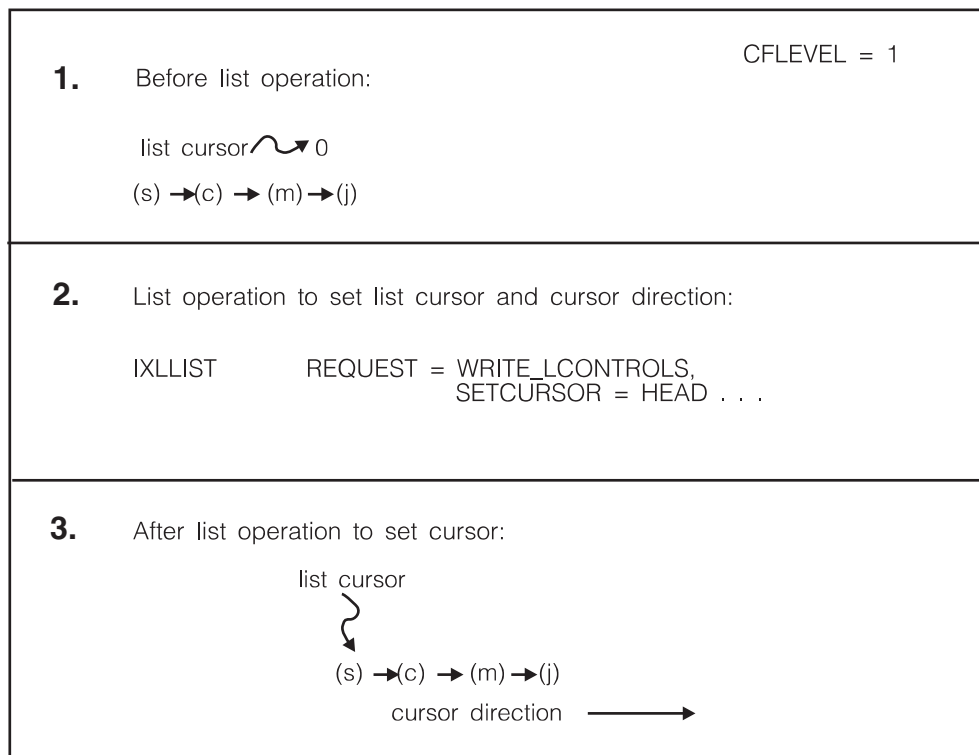 CFLEVEL = 1
1. Before list operation:
list cursor 0
(s) (c) (m) (j)
2. List operation to set list cursor and cursor direction:
IXLLIST REQUEST = WRITE_LCONTROLS,
SETCURSOR = HEAD . . .
3. After list operation to set cursor:
list cursor
(s) (c) (m) (j)
cursor direction